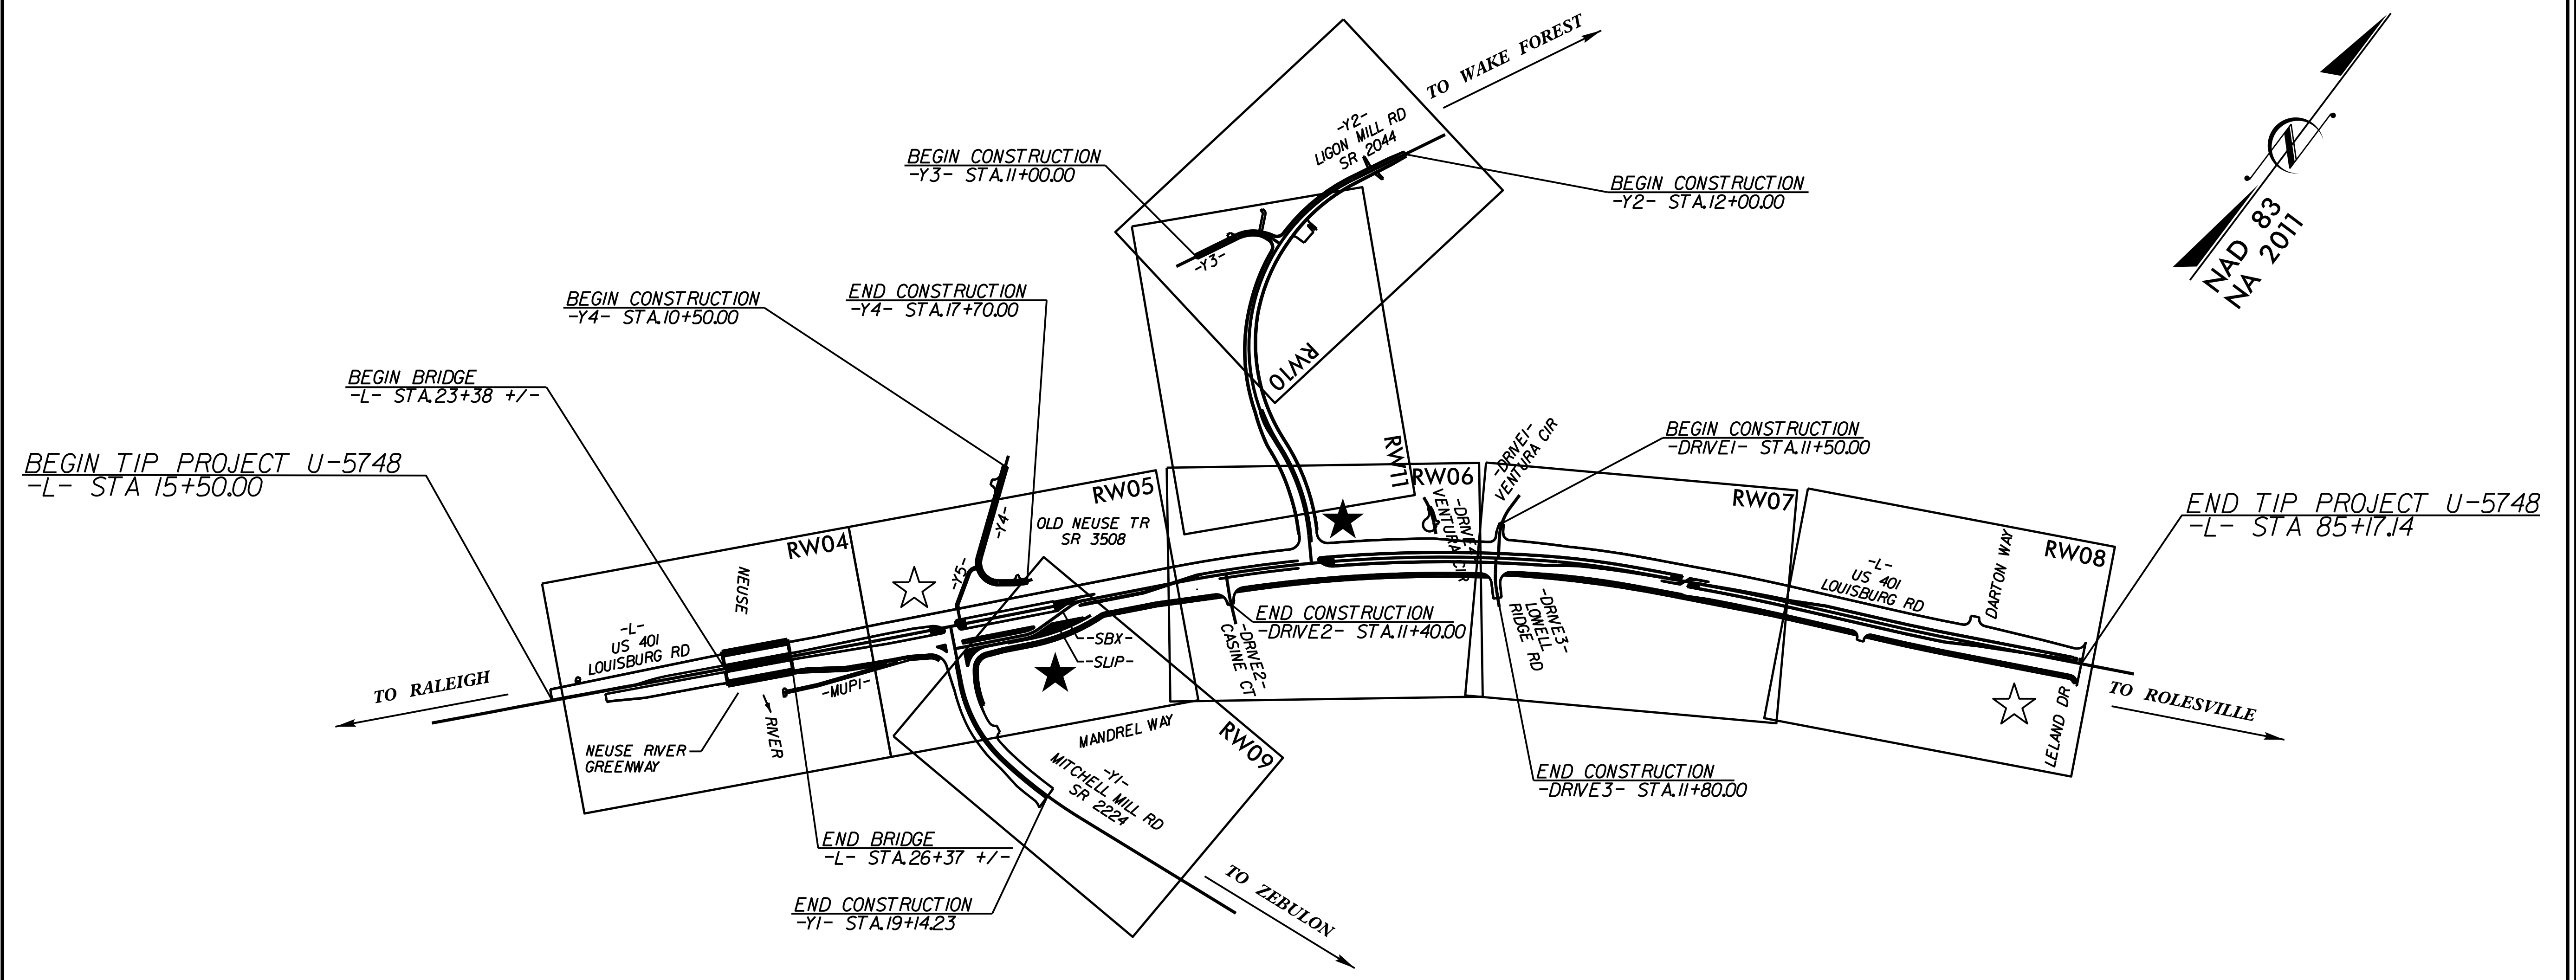 TO WAKE FOREST
-Y2-
LIGON MILL RD
SR 2044
BEGIN CONSTRUCTION
-Y3- STA.11+00.00
BEGIN CONSTRUCTION
-Y2- STA.12+00.00
NAD 83
NA 2011
-Y3-
BEGIN CONSTRUCTION
-Y4- STA.10+50.00
END CONSTRUCTION
-Y4- STA.17+70.00
RW10
BEGIN BRIDGE
-L- STA.23+38 +/-
BEGIN TIP PROJECT U-5748
-L- STA 15+50.00
RW11
RW06
-DRIVE1-
VENTURA CIR
BEGIN CONSTRUCTION
-DRIVE1- STA.11+50.00
RW05
RW07
END TIP PROJECT U-5748
-L- STA 85+17.14
OLD NEUSE TR
SR 3508
-Y4-
-Y5-
RW04
NEUSE
VENTURA CIR
RW08
DARTON WAY
-L-
US 401
LOUISBURG RD
-L-
US 401
LOUISBURG RD
END CONSTRUCTION
-DRIVE2- STA.11+40.00
-DRIVE3-
LOWELL
RIDGE RD
-SBX-
-SLIP-
-DRIVE2-
CASINE CT
TO RALEIGH
-MUP1-
RIVER
NEUSE RIVER
GREENWAY
MANDREL WAY
RW09
LELAND DR
TO ROLESVILLE
-Y1-
MITCHELL MILL RD
SR 2224
END CONSTRUCTION
-DRIVE3- STA.11+80.00
END BRIDGE
-L- STA.26+37 +/-
END CONSTRUCTION
-Y1- STA.19+14.23
TO ZEBULON